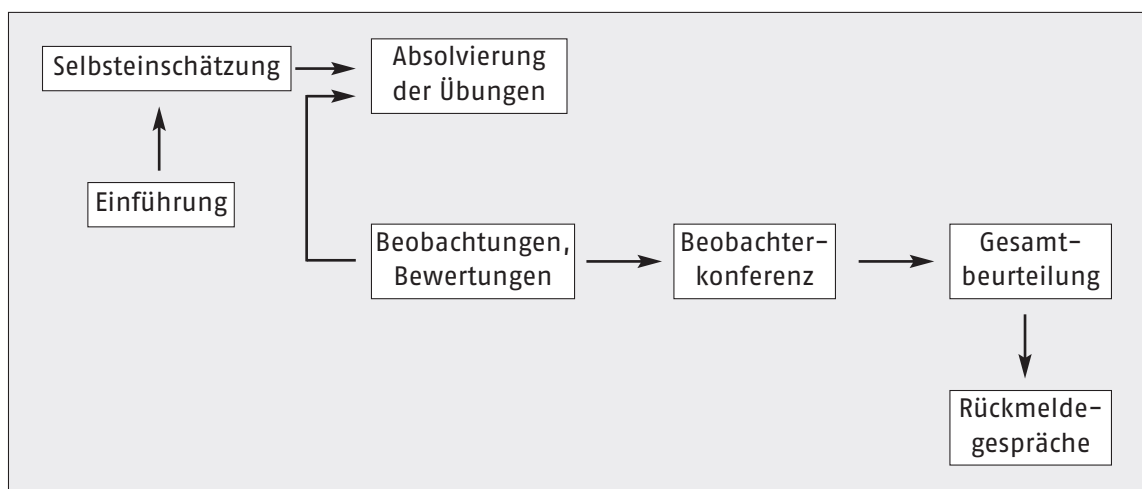 Selbsteinschätzung
Absolvierung
der Übungen
Einführung
Beobachtungen,
Bewertungen
Beobachter-
konferenz
Gesamt-
beurteilung
Rückmelde-
gespräche